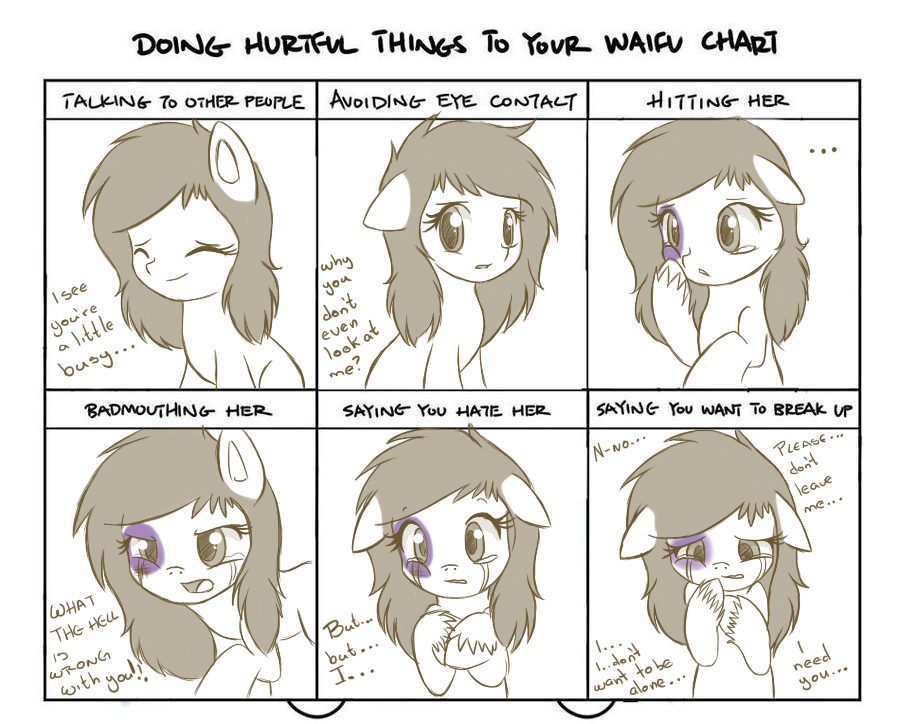 DOING HURTFUL THINGS TO YOUR WAIFU CHART
TALKING TO OTHER PEOPLE
I see
you're
a little
busy...
AVOIDING EYE CONTACT
why
you
don't
even
look at
me?
HITTING HER
...
BADMOUTHING HER
WHAT
THE HELL
IS
WRONG
with you!!
SAYING YOU HATE HER
But...
but...
I...
SAYING YOU WANT TO BREAK UP
N-no...
PLEASE...
don't
leave
me...
I...
I...don't
want to be
alone...
I
need
you...